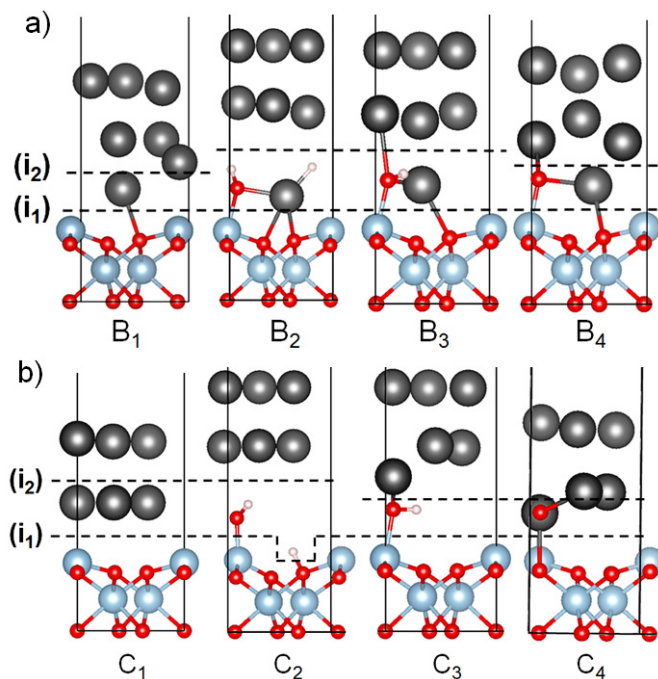 a)
(i₂)
(i₁)
B₁ B₂ B₃ B₄
b)
(i₂)
(i₁)
C₁ C₂ C₃ C₄